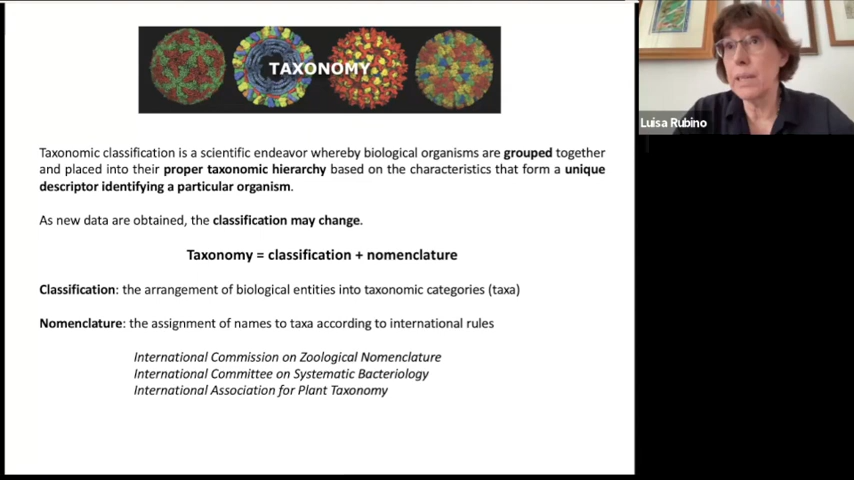 TAXONOMY
Luisa Rubino
Taxonomic classification is a scientific endeavor whereby biological organisms are grouped together
and placed into their proper taxonomic hierarchy based on the characteristics that form a unique
descriptor identifying a particular organism.
As new data are obtained, the classification may change.
Taxonomy = classification + nomenclature
Classification: the arrangement of biological entities into taxonomic categories (taxa)
Nomenclature: the assignment of names to taxa according to international rules
International Commission on Zoological Nomenclature
International Committee on Systematic Bacteriology
International Association for Plant Taxonomy